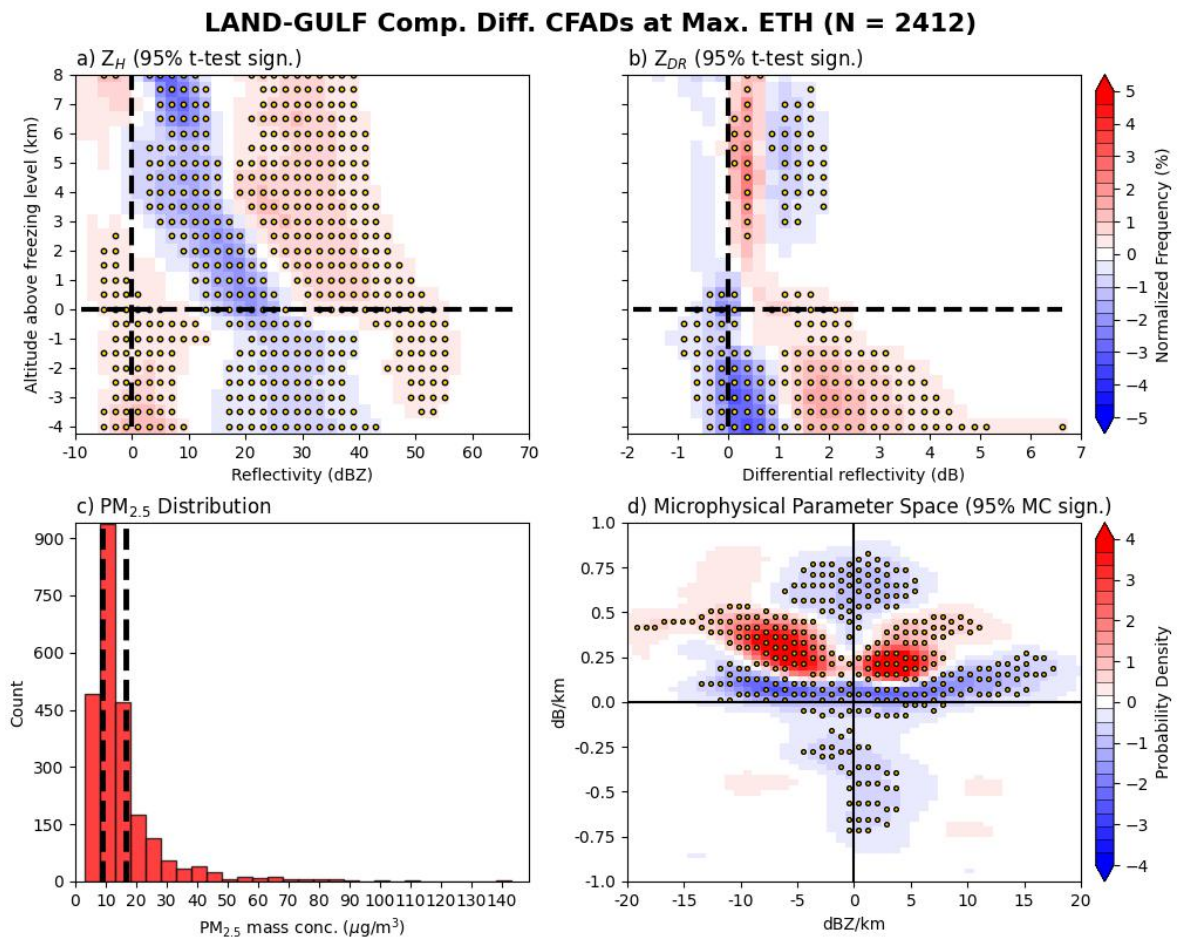 LAND-GULF Comp. Diff. CFADs at Max. ETH (N = 2412)
a) Z_H (95% t-test sign.)
8
7
6
5
4
3
2
1
0
-1
-2
-3
-4
Altitude above freezing level (km)
-10 0 10 20 30 40 50 60 70
Reflectivity (dBZ)
b) Z_DR (95% t-test sign.)
-2 -1 0 1 2 3 4 5 6 7
Differential reflectivity (dB)
5
4
3
2
1
0
−1
−2
−3
−4
−5
Normalized Frequency (%)
c) PM2.5 Distribution
900
750
600
450
300
150
0
Count
0 10 20 30 40 50 60 70 80 90 100 110 120 130 140
PM2.5 mass conc. (μg/m³)
d) Microphysical Parameter Space (95% MC sign.)
1.0
0.75
0.5
0.25
0.0
-0.25
-0.5
-0.75
-1.0
dB/km
-20 -15 -10 -5 0 5 10 15 20
dBZ/km
4
3
2
1
0
−1
−2
−3
−4
Probability Density